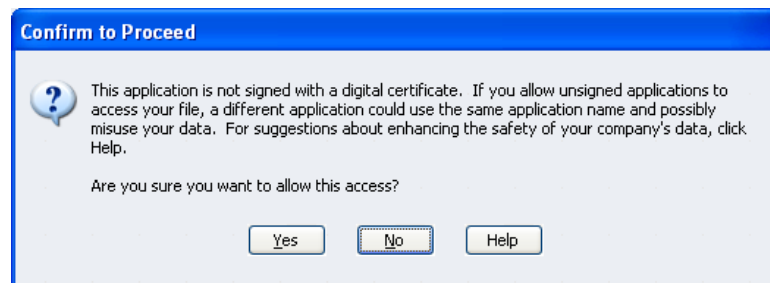 Confirm to Proceed
This application is not signed with a digital certificate.  If you allow unsigned applications to
access your file, a different application could use the same application name and possibly
misuse your data.  For suggestions about enhancing the safety of your company's data, click
Help.
Are you sure you want to allow this access?
Yes No Help